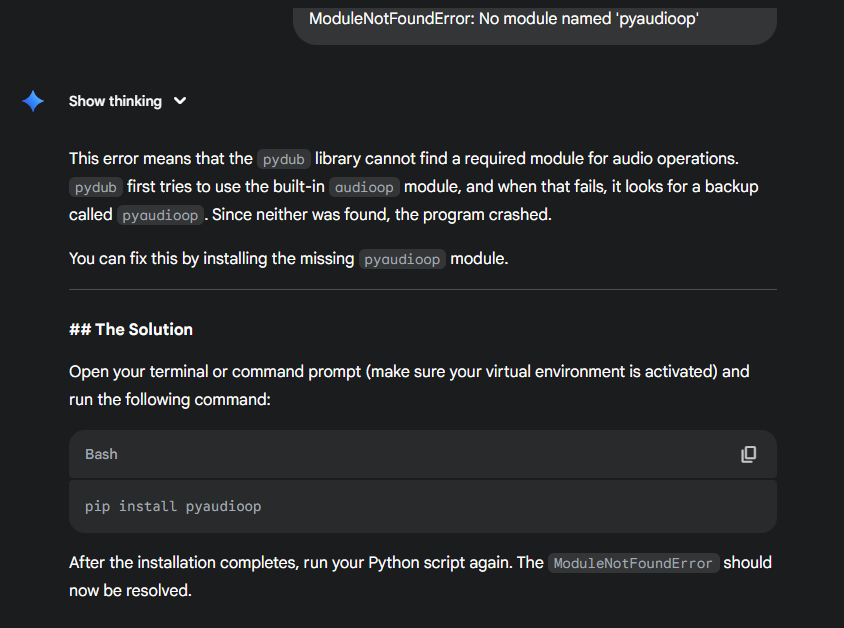 ModuleNotFoundError: No module named 'pyaudioop'
Show thinking
This error means that the pydub library cannot find a required module for audio operations.
pydub first tries to use the built-in audioop module, and when that fails, it looks for a backup
called pyaudioop. Since neither was found, the program crashed.
You can fix this by installing the missing pyaudioop module.
## The Solution
Open your terminal or command prompt (make sure your virtual environment is activated) and
run the following command:
Bash
pip install pyaudioop
After the installation completes, run your Python script again. The ModuleNotFoundError should
now be resolved.